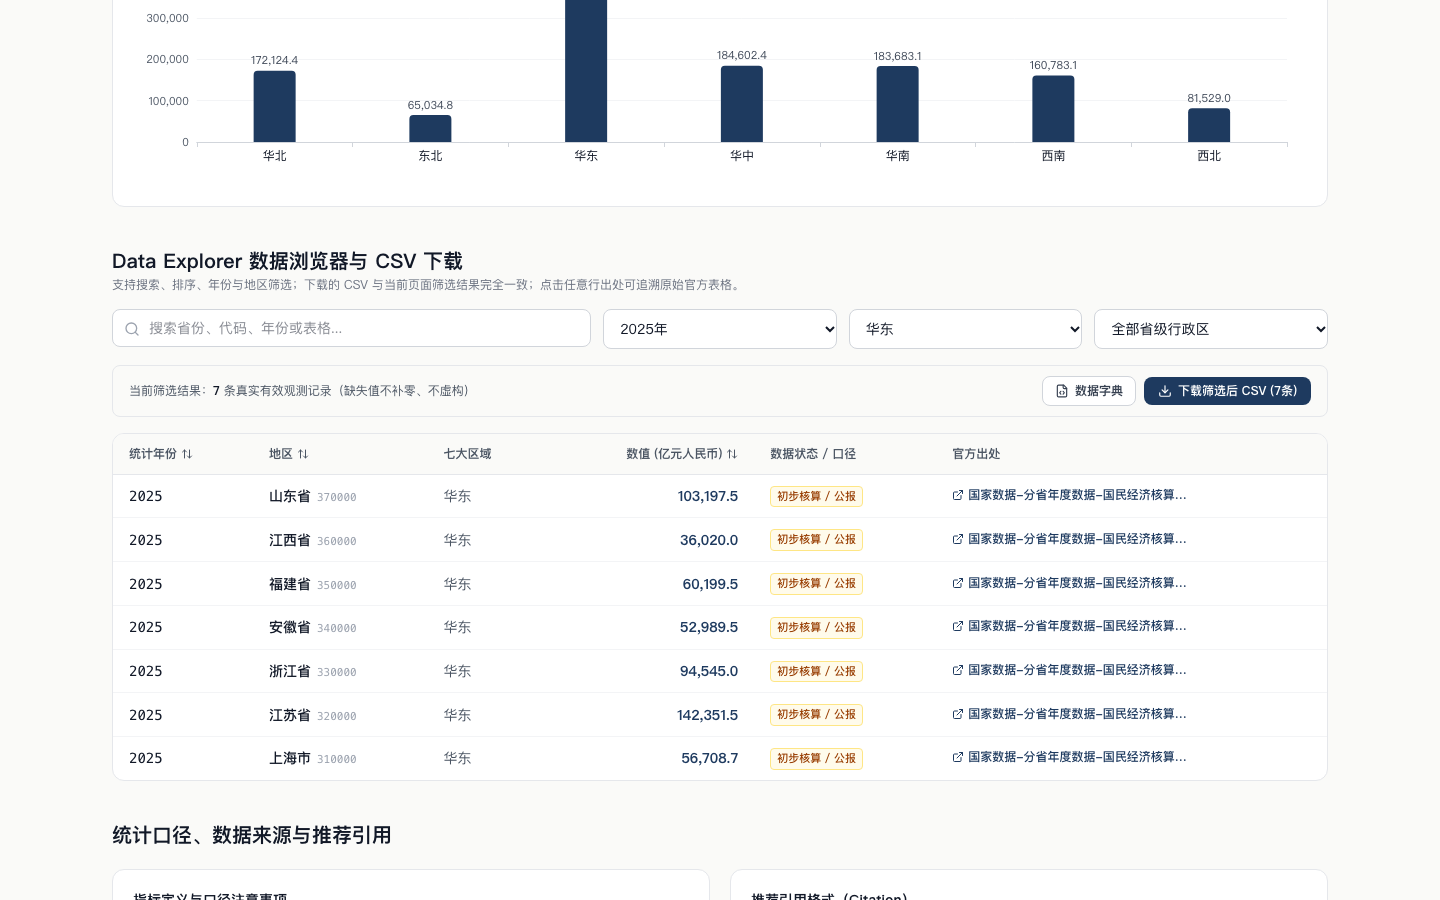 300,000
200,000
100,000
0
172,124.4
65,034.8
184,602.4
183,683.1
160,783.1
81,529.0
华北 东北 华东 华中 华南 西南 西北
Data Explorer 数据浏览器与 CSV 下载
支持搜索、排序、年份与地区筛选；下载的 CSV 与当前页面筛选结果完全一致；点击任意行出处可追溯原始官方表格。
搜索省份、代码、年份或表格... 2025年 华东 全部省级行政区
当前筛选结果：7 条真实有效观测记录（缺失值不补零、不虚构） 数据字典 下载筛选后 CSV (7条)
统计年份 ↑↓ 地区 ↑↓ 七大区域 数值 (亿元人民币) ↑↓ 数据状态 / 口径 官方出处
2025 山东省 370000 华东 103,197.5 初步核算 / 公报 国家数据-分省年度数据-国民经济核算...
2025 江西省 360000 华东 36,020.0 初步核算 / 公报 国家数据-分省年度数据-国民经济核算...
2025 福建省 350000 华东 60,199.5 初步核算 / 公报 国家数据-分省年度数据-国民经济核算...
2025 安徽省 340000 华东 52,989.5 初步核算 / 公报 国家数据-分省年度数据-国民经济核算...
2025 浙江省 330000 华东 94,545.0 初步核算 / 公报 国家数据-分省年度数据-国民经济核算...
2025 江苏省 320000 华东 142,351.5 初步核算 / 公报 国家数据-分省年度数据-国民经济核算...
2025 上海市 310000 华东 56,708.7 初步核算 / 公报 国家数据-分省年度数据-国民经济核算...
统计口径、数据来源与推荐引用
指标定义与口径注意事项
推荐引用格式（Citation）